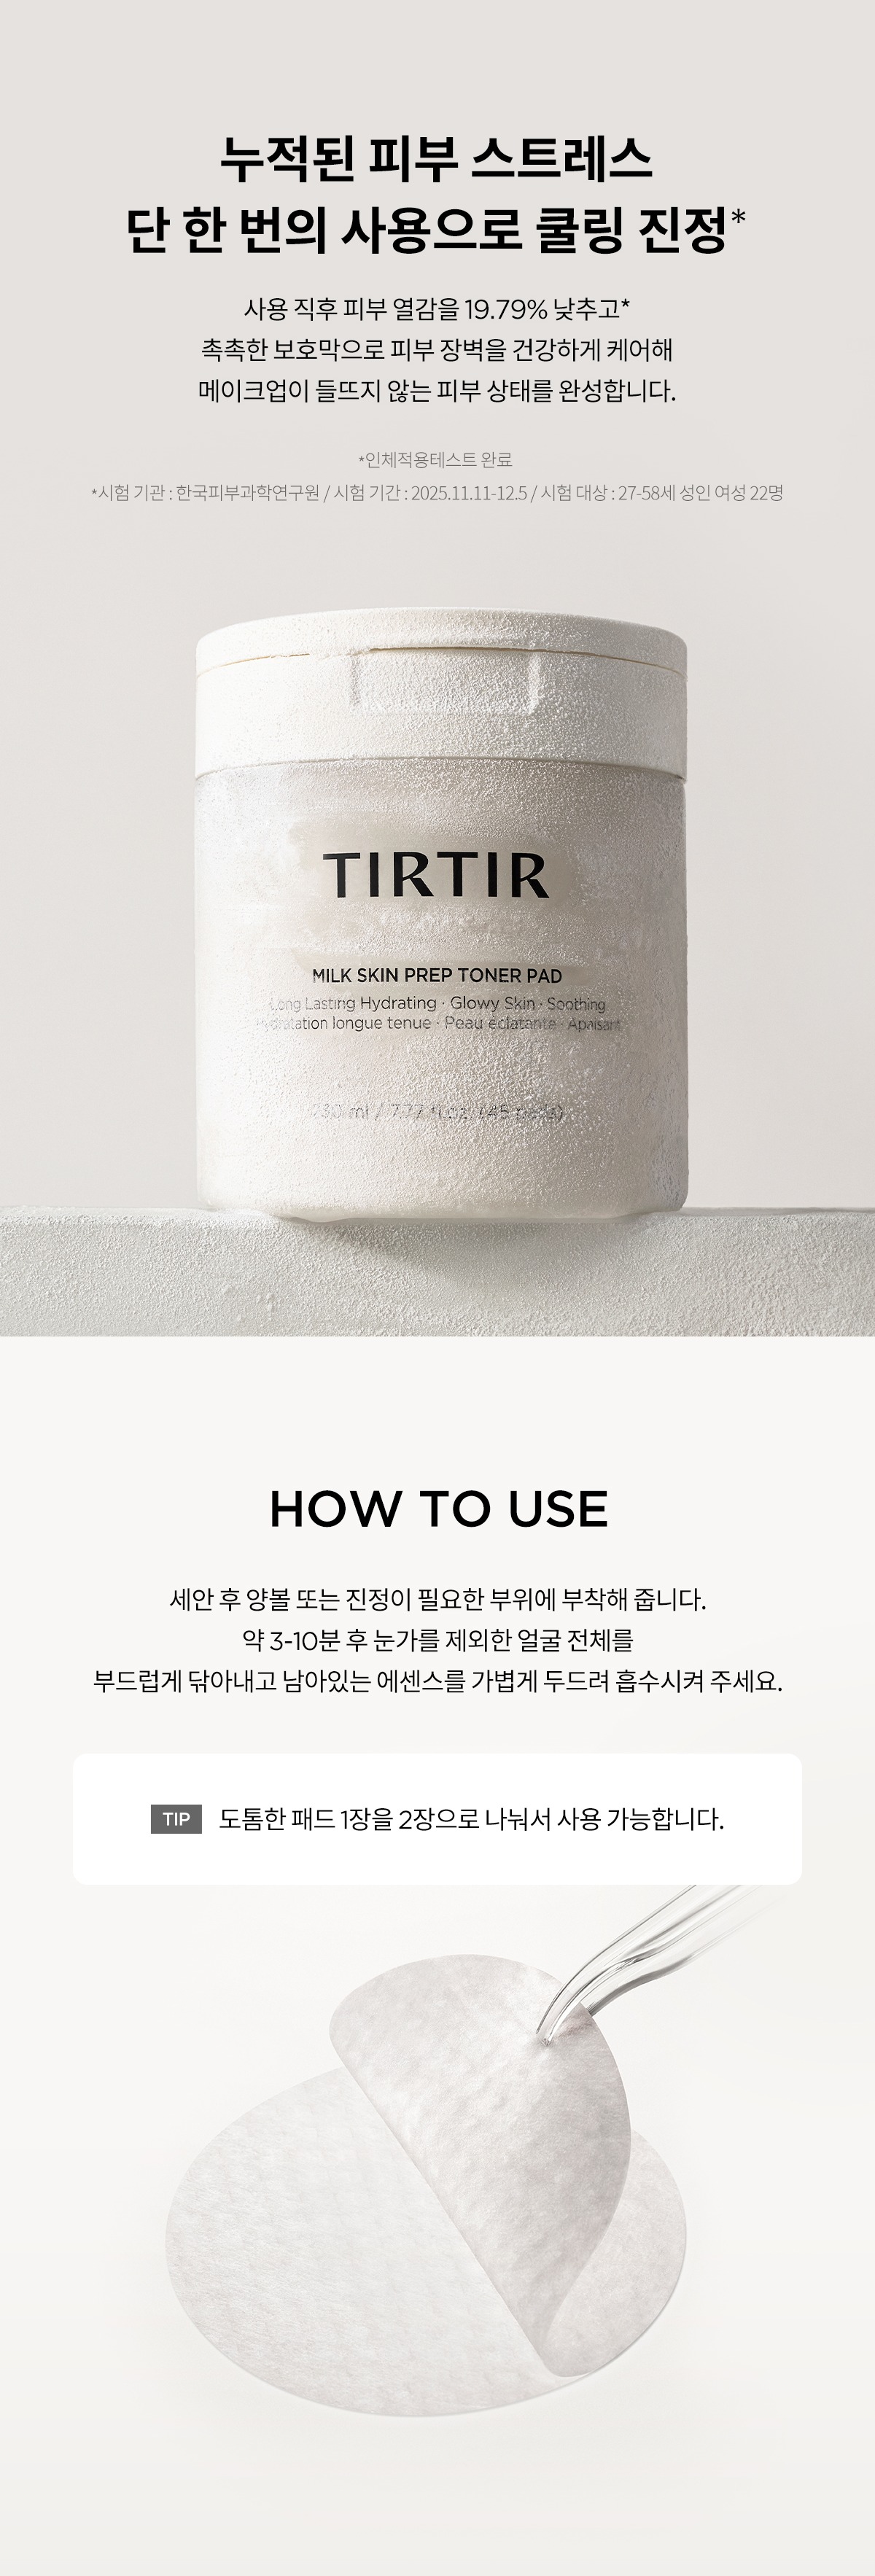 누적된 피부 스트레스
단 한 번의 사용으로 쿨링 진정*
사용 직후 피부 열감을 19.79% 낮추고*
촉촉한 보호막으로 피부 장벽을 건강하게 케어해
메이크업이 들뜨지 않는 피부 상태를 완성합니다.
*인체적용테스트 완료
*시험 기관 : 한국피부과학연구원 / 시험 기간 : 2025.11.11-12.5 / 시험 대상 : 27-58세 성인 여성 22명
TIRTIR
MILK SKIN PREP TONER PAD
Long Lasting Hydrating · Glowy Skin · Soothing
Hydratation longue tenue · Peau éclatante · Apaisant
ml / 7.77 fl.oz
HOW TO USE
세안 후 양볼 또는 진정이 필요한 부위에 부착해 줍니다.
약 3-10분 후 눈가를 제외한 얼굴 전체를
부드럽게 닦아내고 남아있는 에센스를 가볍게 두드려 흡수시켜 주세요.
TIP 도톰한 패드 1장을 2장으로 나눠서 사용 가능합니다.